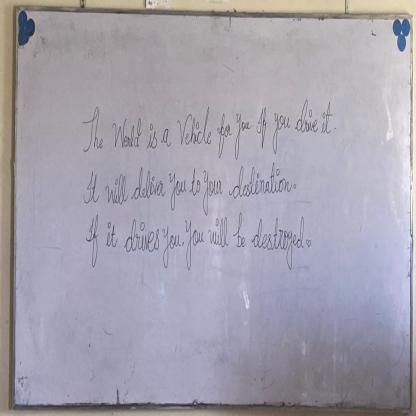 The World is a Vehicle for You If you drive it.
It will deliver You to Your destination.
If it drives You, You will be destroyed.